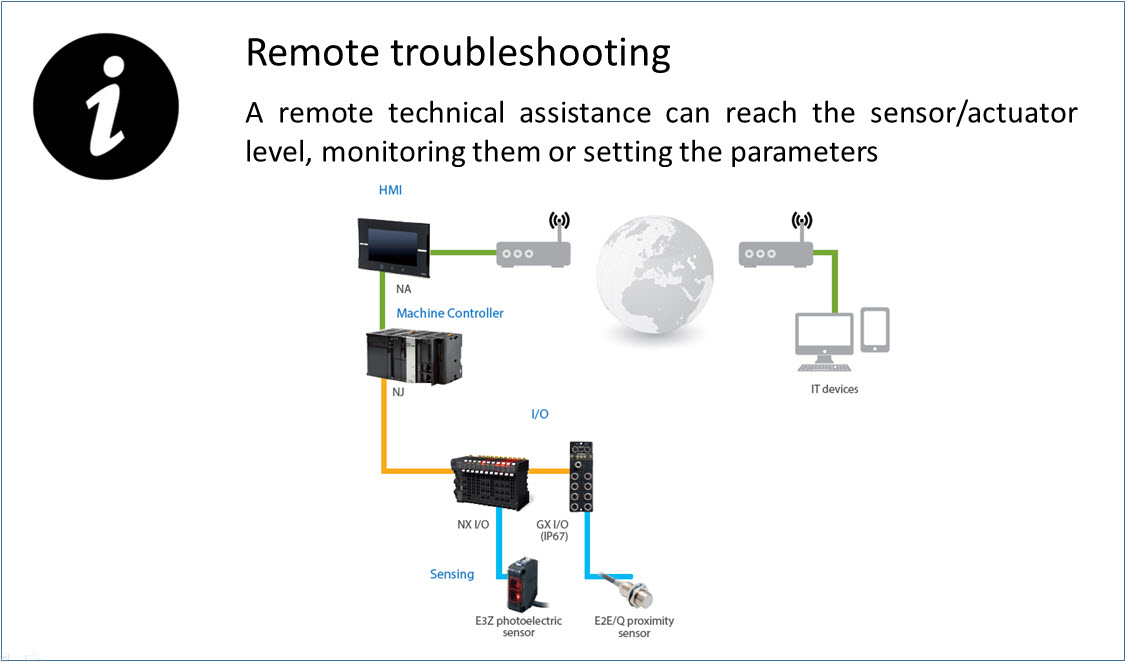 i
Remote troubleshooting
A remote technical assistance can reach the sensor/actuator
level, monitoring them or setting the parameters
HMI
NA
Machine Controller
NJ
IT devices
I/O
NX I/O
GX I/O
(IP67)
Sensing
E3Z photoelectric
sensor
E2E/Q proximity
sensor